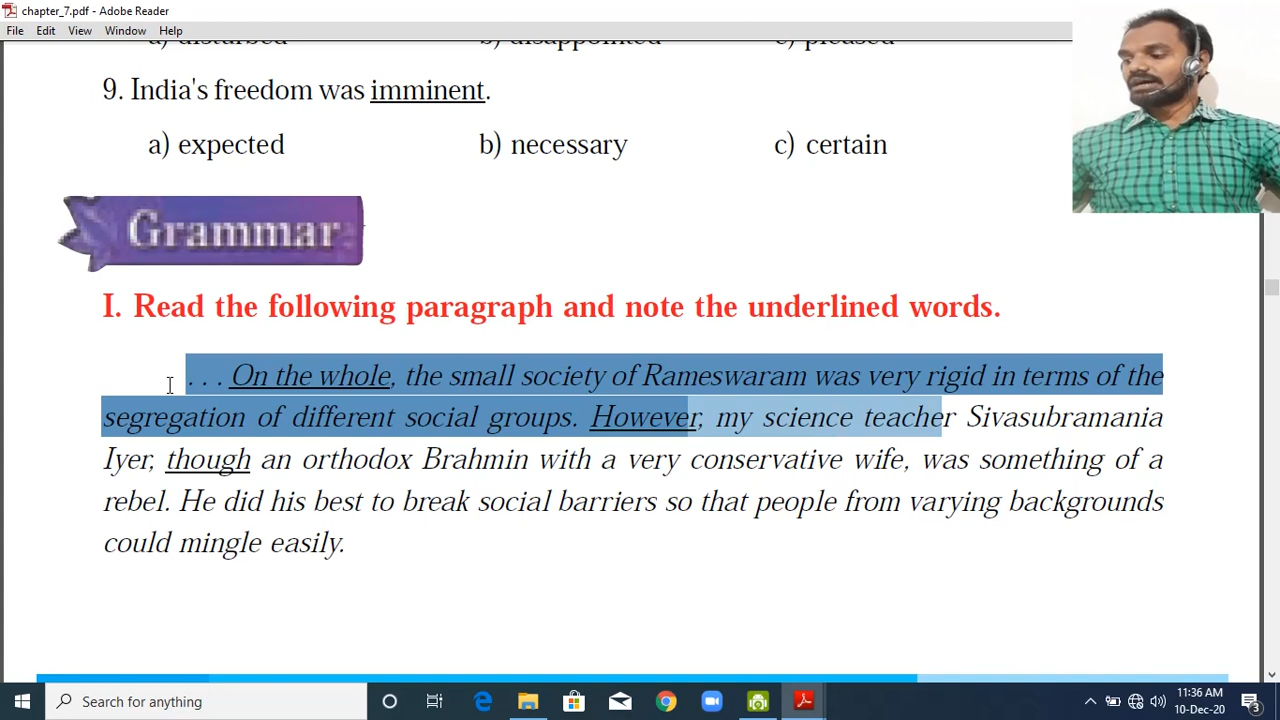 chapter_7.pdf - Adobe Reader
File Edit View Window Help
a) disturbed b) disappointed c) pleased
9. India's freedom was imminent.
a) expected b) necessary c) certain
Grammar
I. Read the following paragraph and note the underlined words.
. . . On the whole, the small society of Rameswaram was very rigid in terms of the
segregation of different social groups. However, my science teacher Sivasubramania
Iyer, though an orthodox Brahmin with a very conservative wife, was something of a
rebel. He did his best to break social barriers so that people from varying backgrounds
could mingle easily.
Search for anything
11:36 AM
10-Dec-20
3